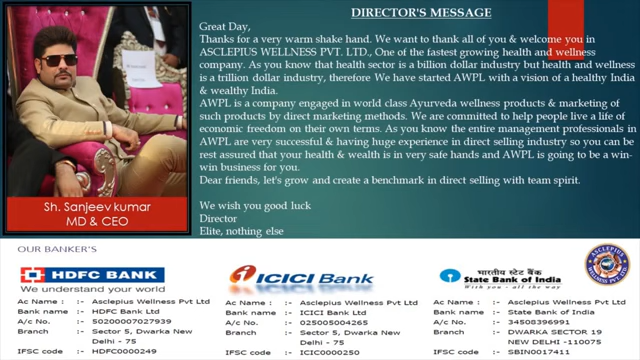 DIRECTOR'S MESSAGE
Great Day,
Thanks for a very warm shake hand. We want to thank all of you & welcome you in
ASCLEPIUS WELLNESS PVT. LTD., One of the fastest growing health and wellness
company. As you know that health sector is a billion dollar industry but health and wellness
is a trillion dollar industry, therefore We have started AWPL with a vision of a healthy India
& wealthy India.
AWPL is a company engaged in world class Ayurveda wellness products & marketing of
such products by direct marketing methods. We are committed to help people live a life of
economic freedom on their own terms. As you know the entire management professionals in
AWPL are very successful & having huge experience in direct selling industry so you can be
rest assured that your health & wealth is in very safe hands and AWPL is going to be a win-
win business for you.
Dear friends, let's grow and create a benchmark in direct selling with team spirit.
We wish you good luck
Director
Elite, nothing else
Sh. Sanjeev kumar
MD & CEO
OUR BANKER'S
HDFC BANK
We understand your world
Ac Name : :- Asclepius Wellness Pvt Ltd
Bank name :- HDFC Bank Ltd
A/c No. :- 50200007027939
Branch :- Sector 5, Dwarka New
Delhi - 75
IFSC code :- HDFC0000249
ICICI Bank
Ac Name : :- Asclepius Wellness Pvt Ltd
Bank name :- ICICI Bank Ltd
A/c No. :- 025005004265
Branch :- Sector 5, Dwarka New
Delhi - 75
IFSC code :- ICIC0000250
भारतीय स्टेट बैंक
State Bank of India
With you - all the way
Ac Name : :- Asclepius Wellness Pvt Ltd
Bank name :- State Bank of India
A/c No. :- 34508396991
Branch :- DWARKA SECTOR 19
NEW DELHI -110075
IFSC code :- SBIN0017411
ASCLEPIUS WELLNESS PVT. LTD.